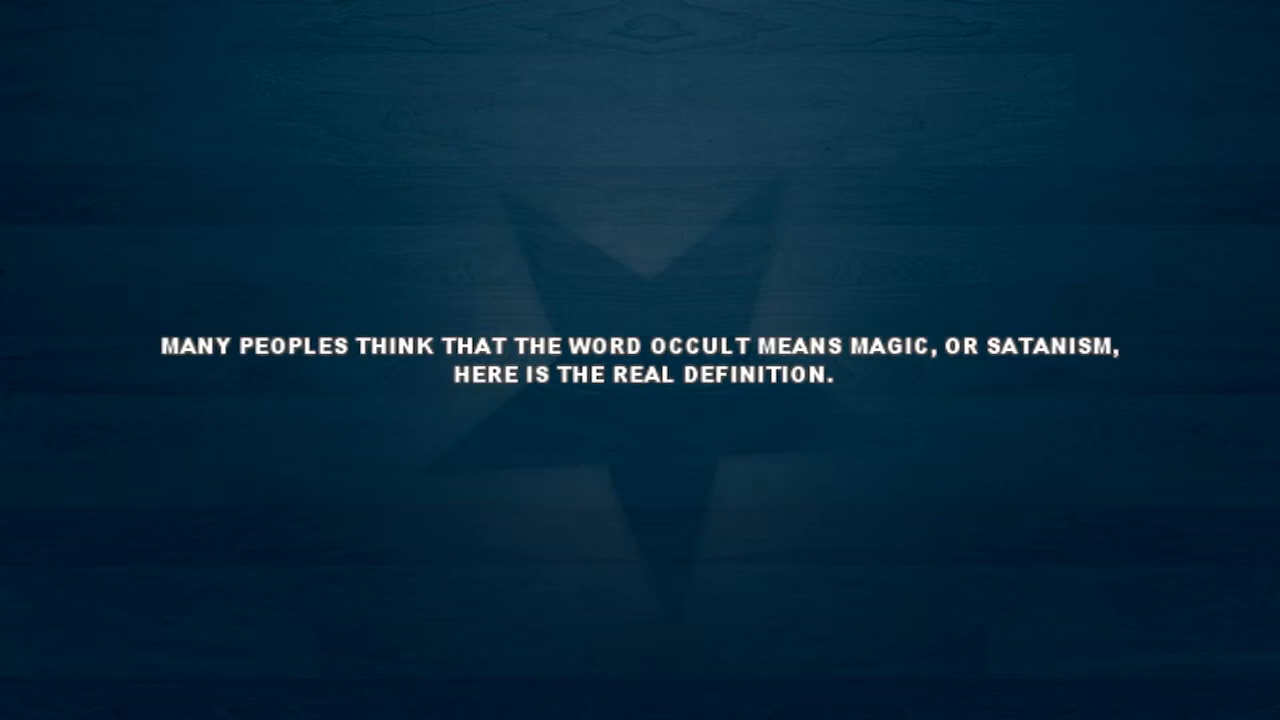 MANY PEOPLES THINK THAT THE WORD OCCULT MEANS MAGIC, OR SATANISM,
HERE IS THE REAL DEFINITION.